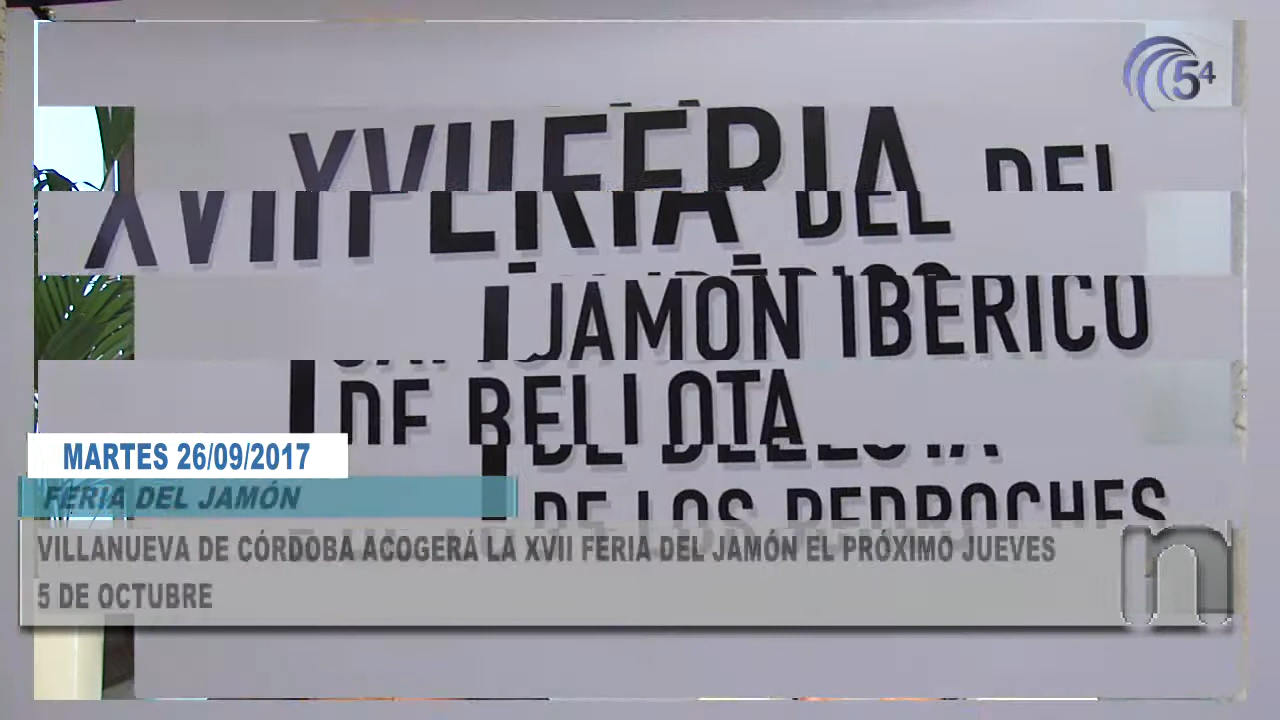 54
XVII FERIA DEL
JAMÓN IBÉRICO
DE BELLOTA
DE LOS PEDROCHES
MARTES 26/09/2017
FERIA DEL JAMÓN
VILLANUEVA DE CÓRDOBA ACOGERÁ LA XVII FERIA DEL JAMÓN EL PRÓXIMO JUEVES
5 DE OCTUBRE
n